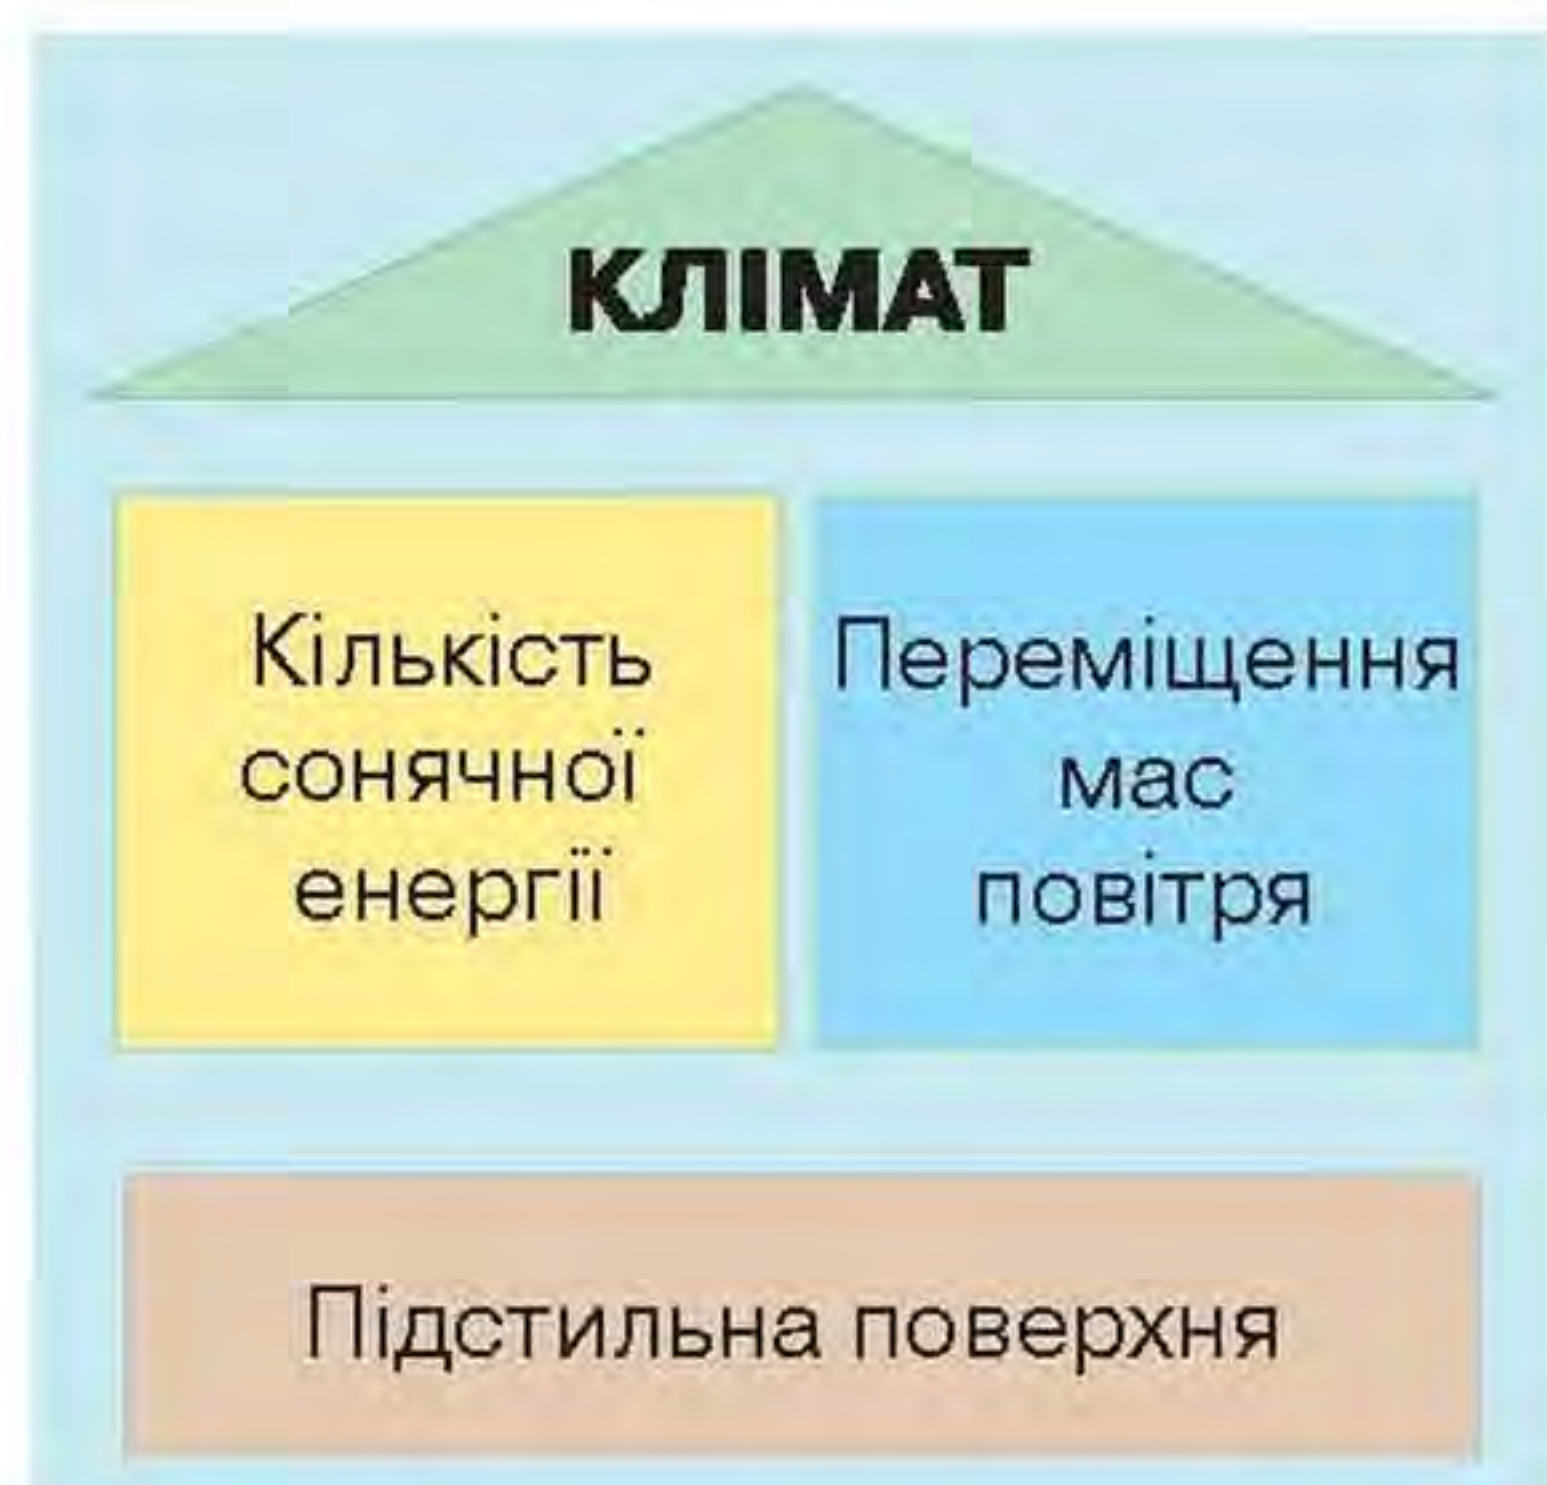 КЛІМАТ
Кількість
сонячної
енергії
Переміщення
мас
повітря
Підстильна поверхня